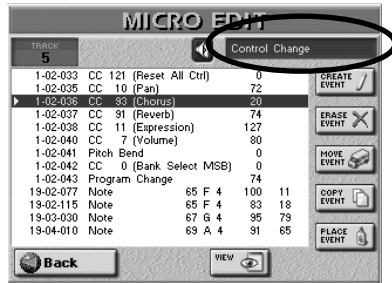 MICRO EDIT
TRACK
5
Control Change
1-02-033 CC 121 (Reset All Ctrl) 0
1-02-035 CC 10 (Pan) 72
1-02-036 CC 93 (Chorus) 20
1-02-037 CC 91 (Reverb) 74
1-02-038 CC 11 (Expression) 127
1-02-040 CC 7 (Volume) 80
1-02-041 Pitch Bend 0
1-02-042 CC 0 (Bank Select MSB) 0
1-02-043 Program Change 74
19-02-077 Note 65 F 4 100 11
19-02-115 Note 65 F 4 83 18
19-03-030 Note 67 G 4 95 79
19-04-010 Note 69 A 4 91 65
CREATE
EVENT
ERASE
EVENT
MOVE
EVENT
COPY
EVENT
PLACE
EVENT
Back
VIEW